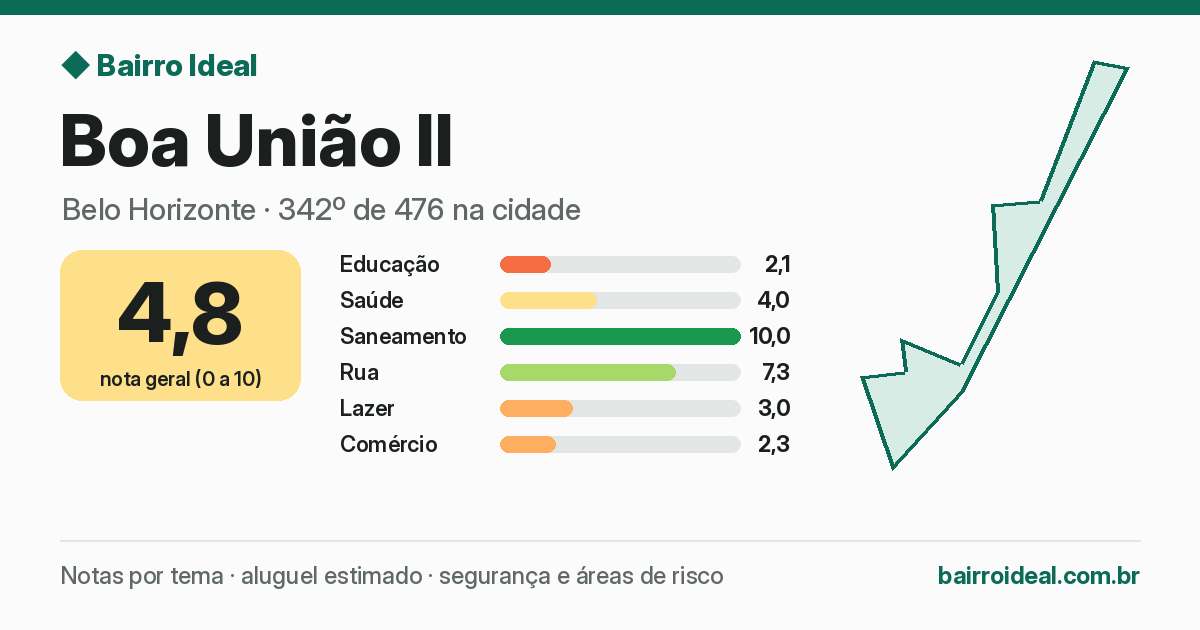 Bairro Ideal
Boa União II
Belo Horizonte · 342º de 476 na cidade
4,8
nota geral (0 a 10)
Educação 2,1
Saúde 4,0
Saneamento 10,0
Rua 7,3
Lazer 3,0
Comércio 2,3
Notas por tema · aluguel estimado · segurança e áreas de risco
bairroideal.com.br